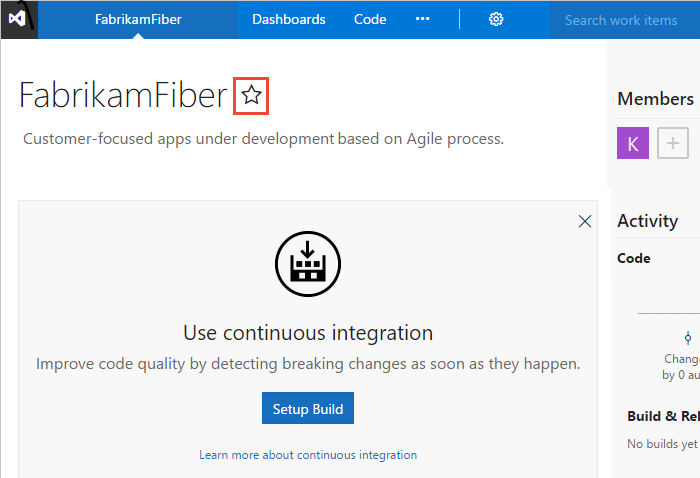 FabrikamFiber Dashboards Code ••• Search work items
FabrikamFiber
Customer-focused apps under development based on Agile process.
Members
K
Activity
Code
Use continuous integration
Improve code quality by detecting breaking changes as soon as they happen.
Setup Build
Learn more about continuous integration
Change
by 0 au
Build & Rel
No builds yet